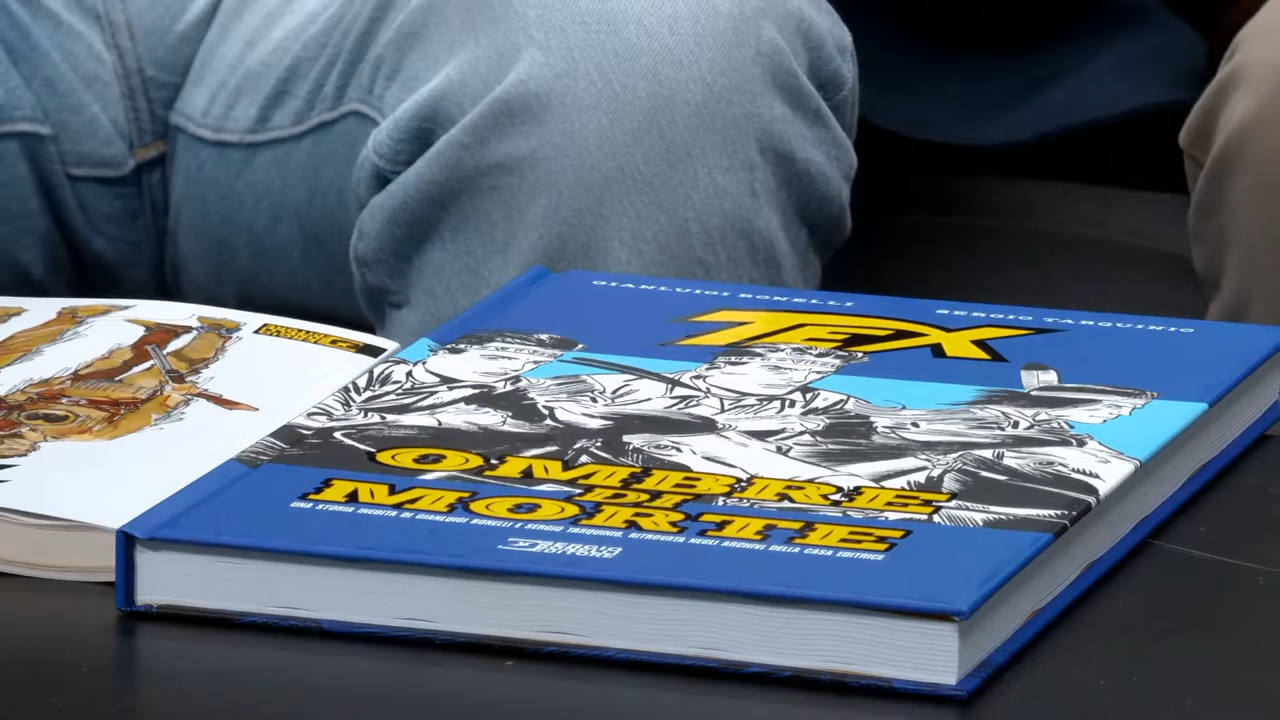 GIANLUIGI BONELLI
SERGIO TARQUINIO
TEX
OMBRE
DI
MORTE
UNA STORIA INEDITA DI GIANLUIGI BONELLI E SERGIO TARQUINIO, RITROVATA NEGLI ARCHIVI DELLA CASA EDITRICE
SERGIO
BONELLI
EDITORE